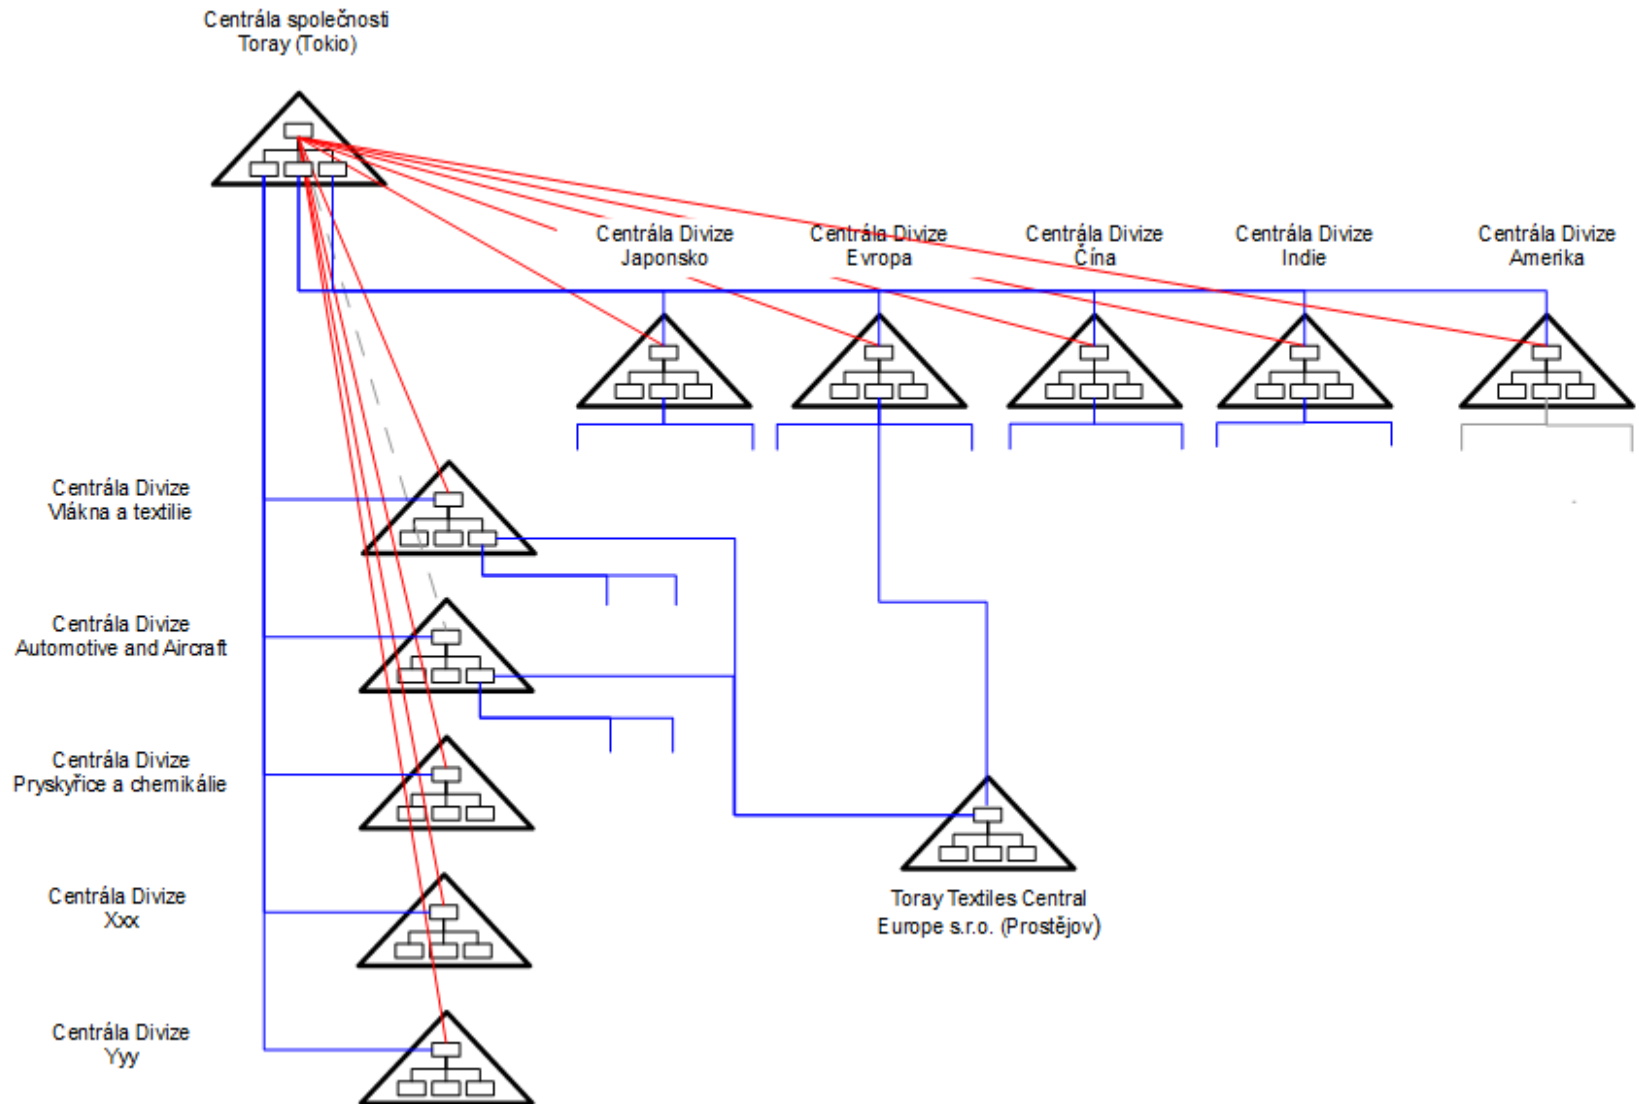 Centrála společnosti
Toray (Tokio)
Centrála Divize
Japonsko
Centrála Divize
Evropa
Centrála Divize
Čína
Centrála Divize
Indie
Centrála Divize
Amerika
Centrála Divize
Vlákna a textilie
Centrála Divize
Automotive and Aircraft
Centrála Divize
Pryskyřice a chemikálie
Centrála Divize
Xxx
Centrála Divize
Yyy
Toray Textiles Central
Europe s.r.o. (Prostějov)